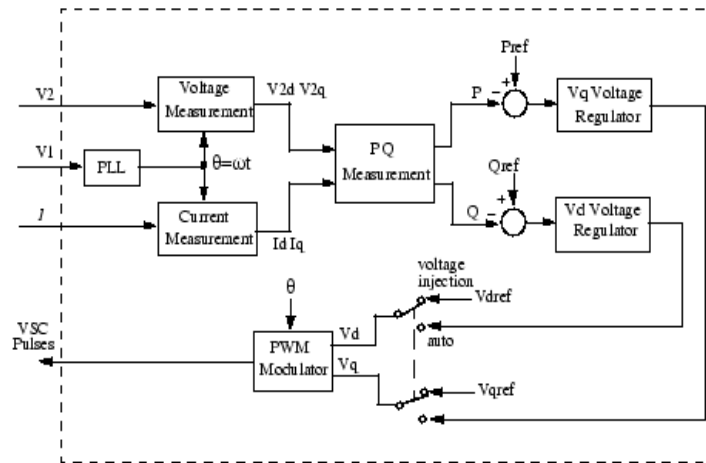 Pref
V2
Voltage
Measurement
V2d V2q
P
+
−
Vq Voltage
Regulator
V1
PLL
θ=ωt
PQ
Measurement
Qref
I
Current
Measurement
Id Iq
Q
+
−
Vd Voltage
Regulator
voltage
injection
θ
Vdref
VSC
Pulses
PWM
Modulator
Vd
Vq
auto
Vqref